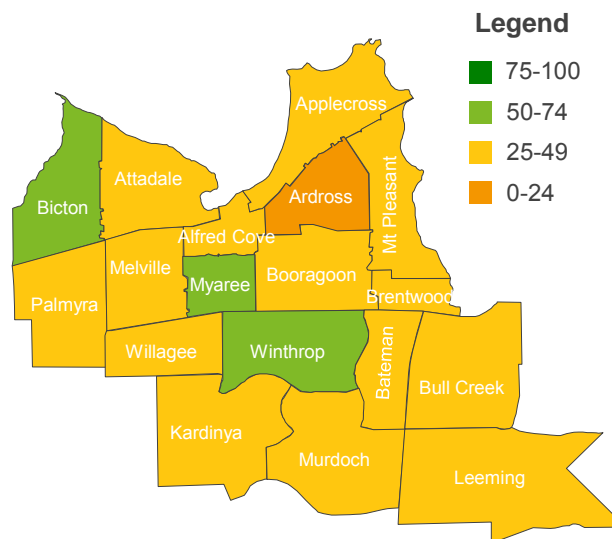 Legend
75-100
50-74
25-49
0-24
Applecross
Attadale
Bicton
Ardross
Mt Pleasant
Alfred Cove
Melville
Booragoon
Myaree
Brentwood
Palmyra
Willagee
Winthrop
Bateman
Bull Creek
Kardinya
Murdoch
Leeming